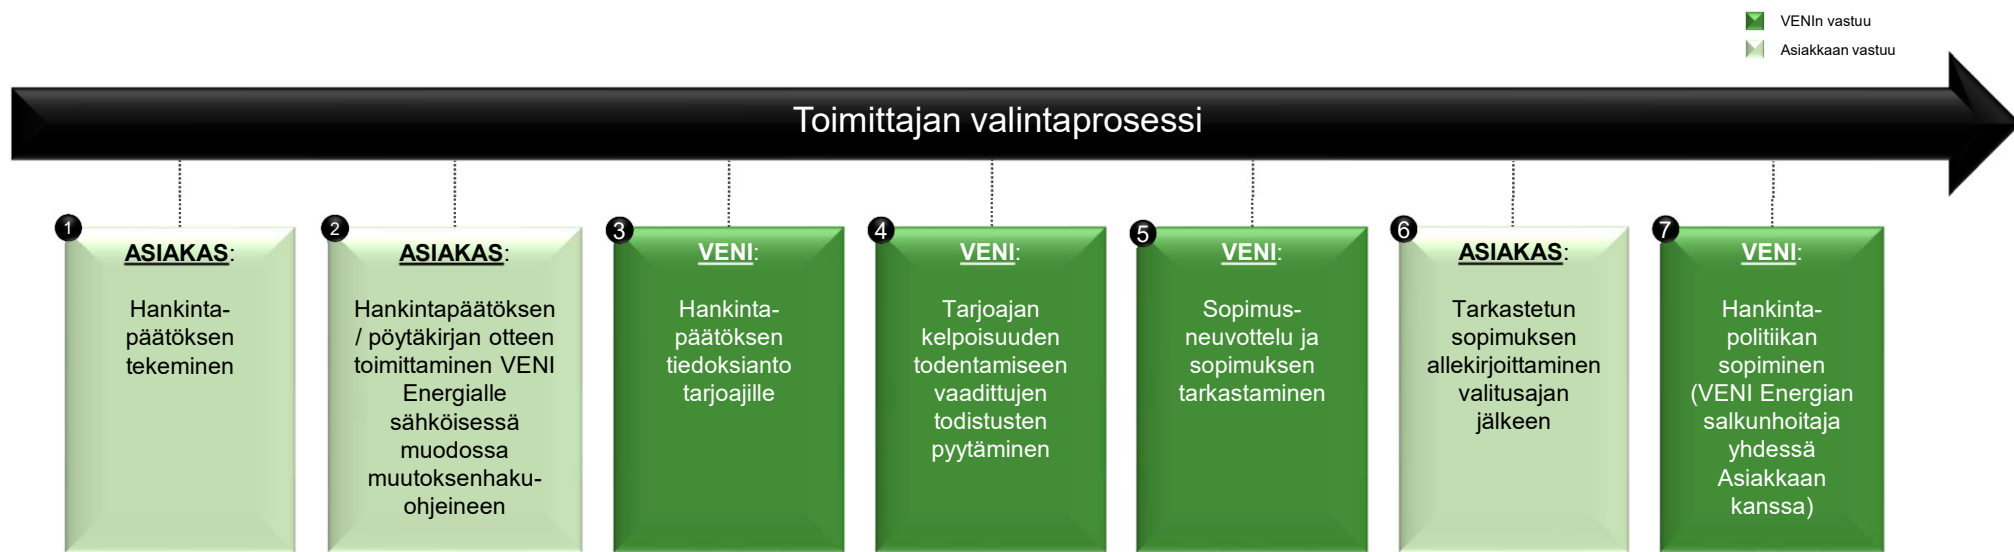 VENIn vastuu
Asiakkaan vastuu
Toimittajan valintaprosessi
1
ASIAKAS:
Hankinta-
päätöksen
tekeminen
2
ASIAKAS:
Hankintapäätöksen
/ pöytäkirjan otteen
toimittaminen VENI
Energialle
sähköisessä
muodossa
muutoksenhaku-
ohjeineen
3
VENI:
Hankinta-
päätöksen
tiedoksianto
tarjoajille
4
VENI:
Tarjoajan
kelpoisuuden
todentamiseen
vaadittujen
todistusten
pyytäminen
5
VENI:
Sopimus-
neuvottelu ja
sopimuksen
tarkastaminen
6
ASIAKAS:
Tarkastetun
sopimuksen
allekirjoittaminen
valitusajan
jälkeen
7
VENI:
Hankinta-
politiikan
sopiminen
(VENI Energian
salkunhoitaja
yhdessä
Asiakkaan
kanssa)